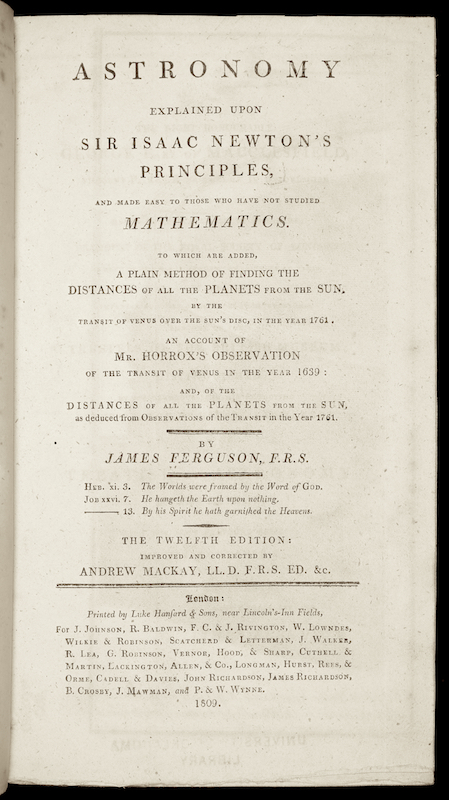 ASTRONOMY
EXPLAINED UPON
SIR ISAAC NEWTON'S
PRINCIPLES,
AND MADE EASY TO THOSE WHO HAVE NOT STUDIED
MATHEMATICS.
TO WHICH ARE ADDED,
A PLAIN METHOD OF FINDING THE
DISTANCES OF ALL THE PLANETS FROM THE SUN,
BY THE
TRANSIT OF VENUS OVER THE SUN'S DISC, IN THE YEAR 1761.
AN ACCOUNT OF
MR. HORROX'S OBSERVATION
OF THE TRANSIT OF VENUS IN THE YEAR 1639:
AND, OF THE
DISTANCES OF ALL THE PLANETS FROM THE SUN,
as deduced from OBSERVATIONS of the TRANSIT in the Year 1761.
BY
JAMES FERGUSON, F.R.S.
HEB. xi. 3. The Worlds were framed by the Word of GOD.
JOB xxvi. 7. He hangeth the Earth upon nothing.
——— 13. By his Spirit he hath garnished the Heavens.
THE TWELFTH EDITION:
IMPROVED AND CORRECTED BY
ANDREW MACKAY, LL.D. F.R.S. ED. &c.
London:
Printed by Luke Hansard & Sons, near Lincoln's-Inn Fields,
FOR J. JOHNSON, R. BALDWIN, F. C. & J. RIVINGTON, W. LOWNDES,
WILKIE & ROBINSON, SCATCHERD & LETTERMAN, J. WALKER,
R. LEA, G. ROBINSON, VERNOR, HOOD, & SHARP, CUTHELL &
MARTIN, LACKINGTON, ALLEN, & CO., LONGMAN, HURST, REES, &
ORME, CADELL & DAVIES, JOHN RICHARDSON, JAMES RICHARDSON,
B. CROSBY, J. MAWMAN, and P. & W. WYNNE.
1809.